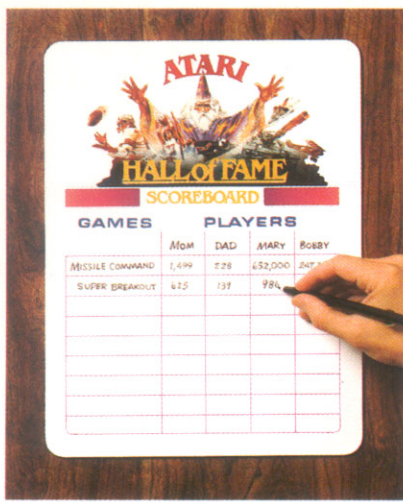 ATARI
HALL of FAME
SCOREBOARD
GAMES PLAYERS
MOM DAD MARY BOBBY
MISSILE COMMAND 1,499 528 652,000
SUPER BREAKOUT 615 139 984